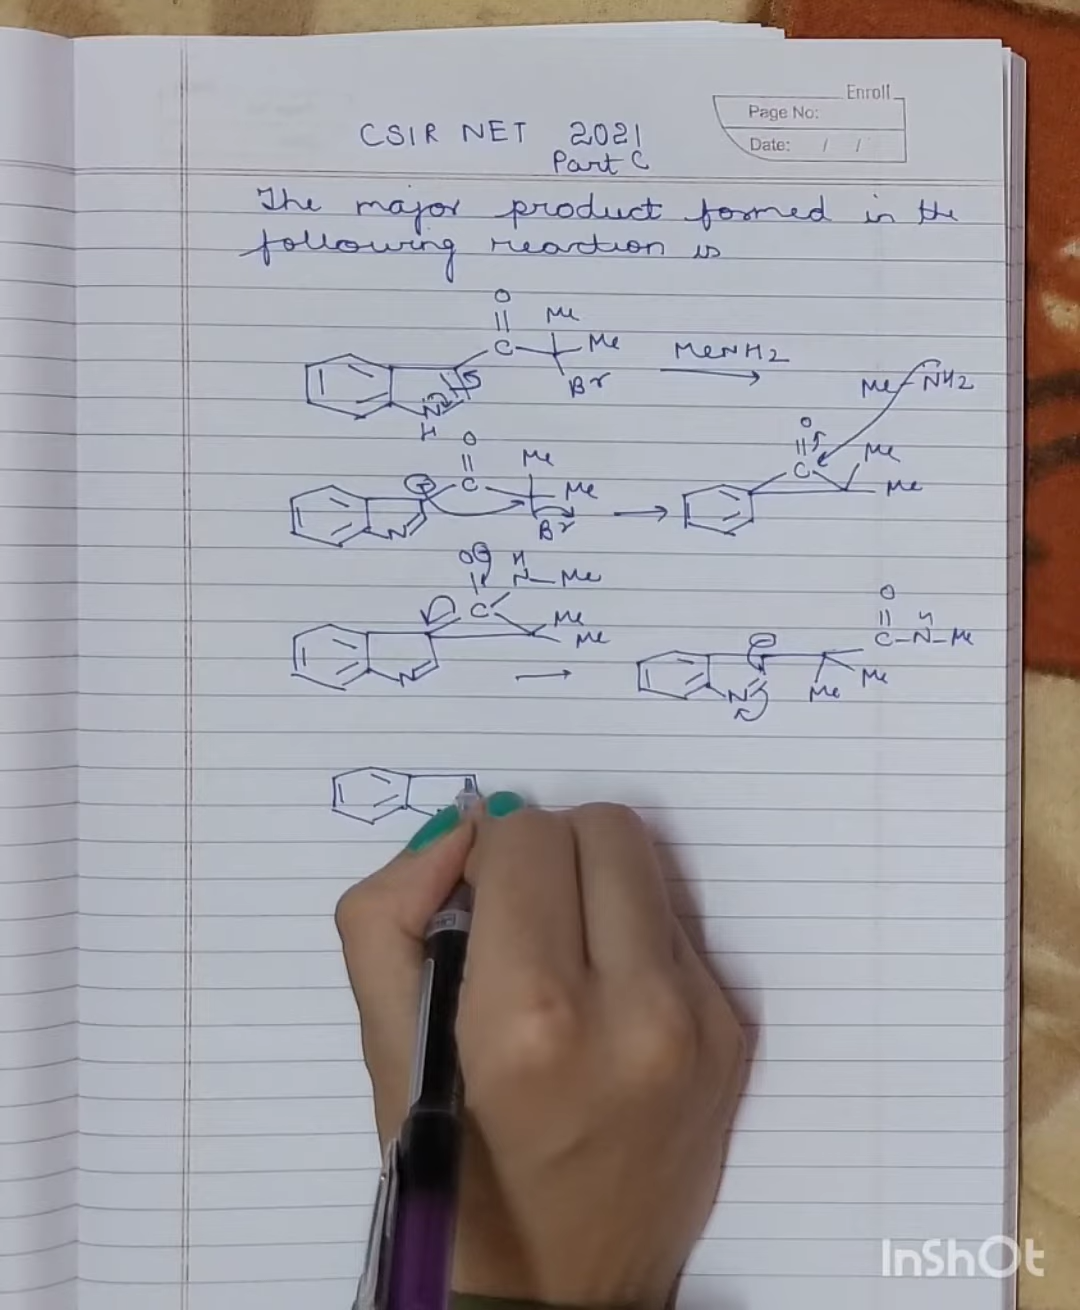 Enroll
Page No:
Date: / /
CSIR NET 2021
Part C
The major product formed in the
following reaction is
O
C
Me
Me
Br
N
H
MeNH2
Me-NH2
O
C
Me
Me
Br
N
O
C
Me
Me
O
C
H
N-Me
Me
Me
N
O
C-N-Me
H
Me
Me
N
InShOt